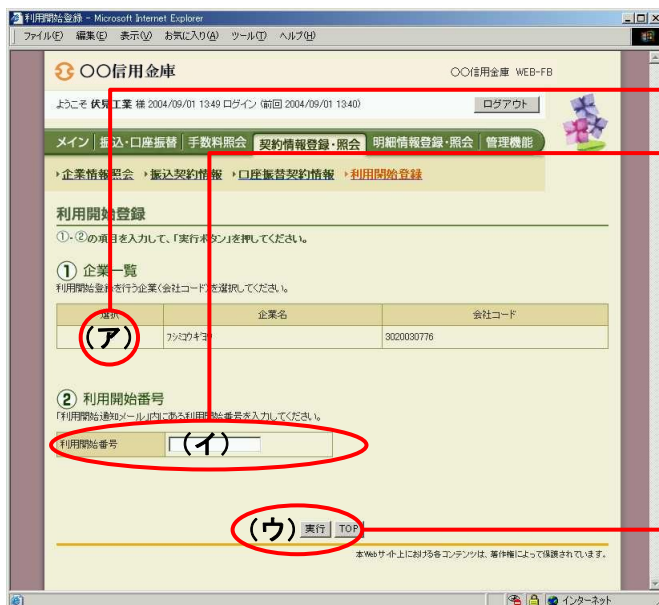 利用開始登録 - Microsoft Internet Explorer
ファイル(F) 編集(E) 表示(V) お気に入り(A) ツール(T) ヘルプ(H)
〇〇信用金庫
〇〇信用金庫 WEB-FB
ようこそ 伏見工業 様 2004/09/01 1349 ログイン (前回 2004/09/01 1340)
ログアウト
メイン 振込・口座振替 手数料照会 契約情報登録・照会 明細情報登録・照会 管理機能
企業情報照会 振込契約情報 口座振替契約情報 利用開始登録
利用開始登録
①-②の項目を入力して、「実行ボタン」を押してください。
① 企業一覧
利用開始登録を行う企業(会社コード)を選択してください。
選択 企業名 会社コード
(ア) フシミコウギヨウ 3020030776
② 利用開始番号
「利用開始通知メール」内にある利用開始番号を入力してください。
利用開始番号 (イ)
(ウ) 実行 TOP
本Webサイト上における各コンテンツは、著作権によって保護されています。
インターネット